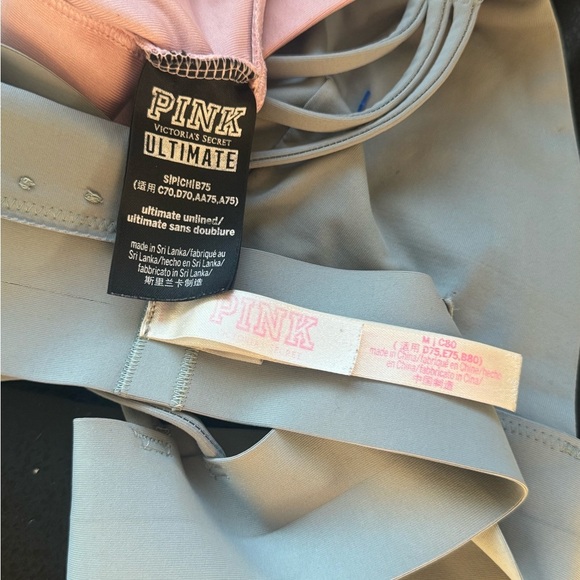 PINK
VICTORIA'S SECRET
ULTIMATE
S|P|CH|B75
(适用 C70,D70,AA75,A75)
ultimate unlined/
ultimate sans doublure
made in Sri Lanka/fabriqué au
Sri Lanka/hecho en Sri Lanka/
fabbricato in Sri Lanka/
斯里兰卡制造
PINK
VICTORIA'S SECRET
M | C80
(适用 D75,E75,B80)
made in China/fabriqué en Chine/hecho
en China/fabbricato in China/
中国制造